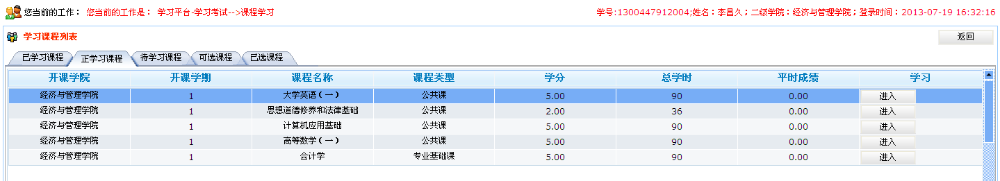 您当前的工作： 您当前的工作是： 学习平台-学习考试-->课程学习 学号:1300447912004;姓名：李昌久；二级学院：经济与管理学院；登录时间：2013-07-19 16:32:16
学习课程列表 返回
已学习课程 正学习课程 待学习课程 可选课程 已选课程
开课学院 开课学期 课程名称 课程类型 学分 总学时 平时成绩 学习
经济与管理学院 1 大学英语（一） 公共课 5.00 90 0.00 进入
经济与管理学院 1 思想道德修养和法律基础 公共课 2.00 36 0.00 进入
经济与管理学院 1 计算机应用基础 公共课 5.00 90 0.00 进入
经济与管理学院 1 高等数学（一） 公共课 5.00 90 0.00 进入
经济与管理学院 1 会计学 专业基础课 5.00 90 0.00 进入